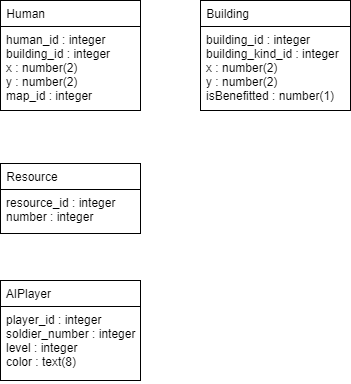 Human
human_id : integer
building_id : integer
x : number(2)
y : number(2)
map_id : integer
Building
building_id : integer
building_kind_id : integer
x : number(2)
y : number(2)
isBenefitted : number(1)
Resource
resource_id : integer
number : integer
AIPlayer
player_id : integer
soldier_number : integer
level : integer
color : text(8)